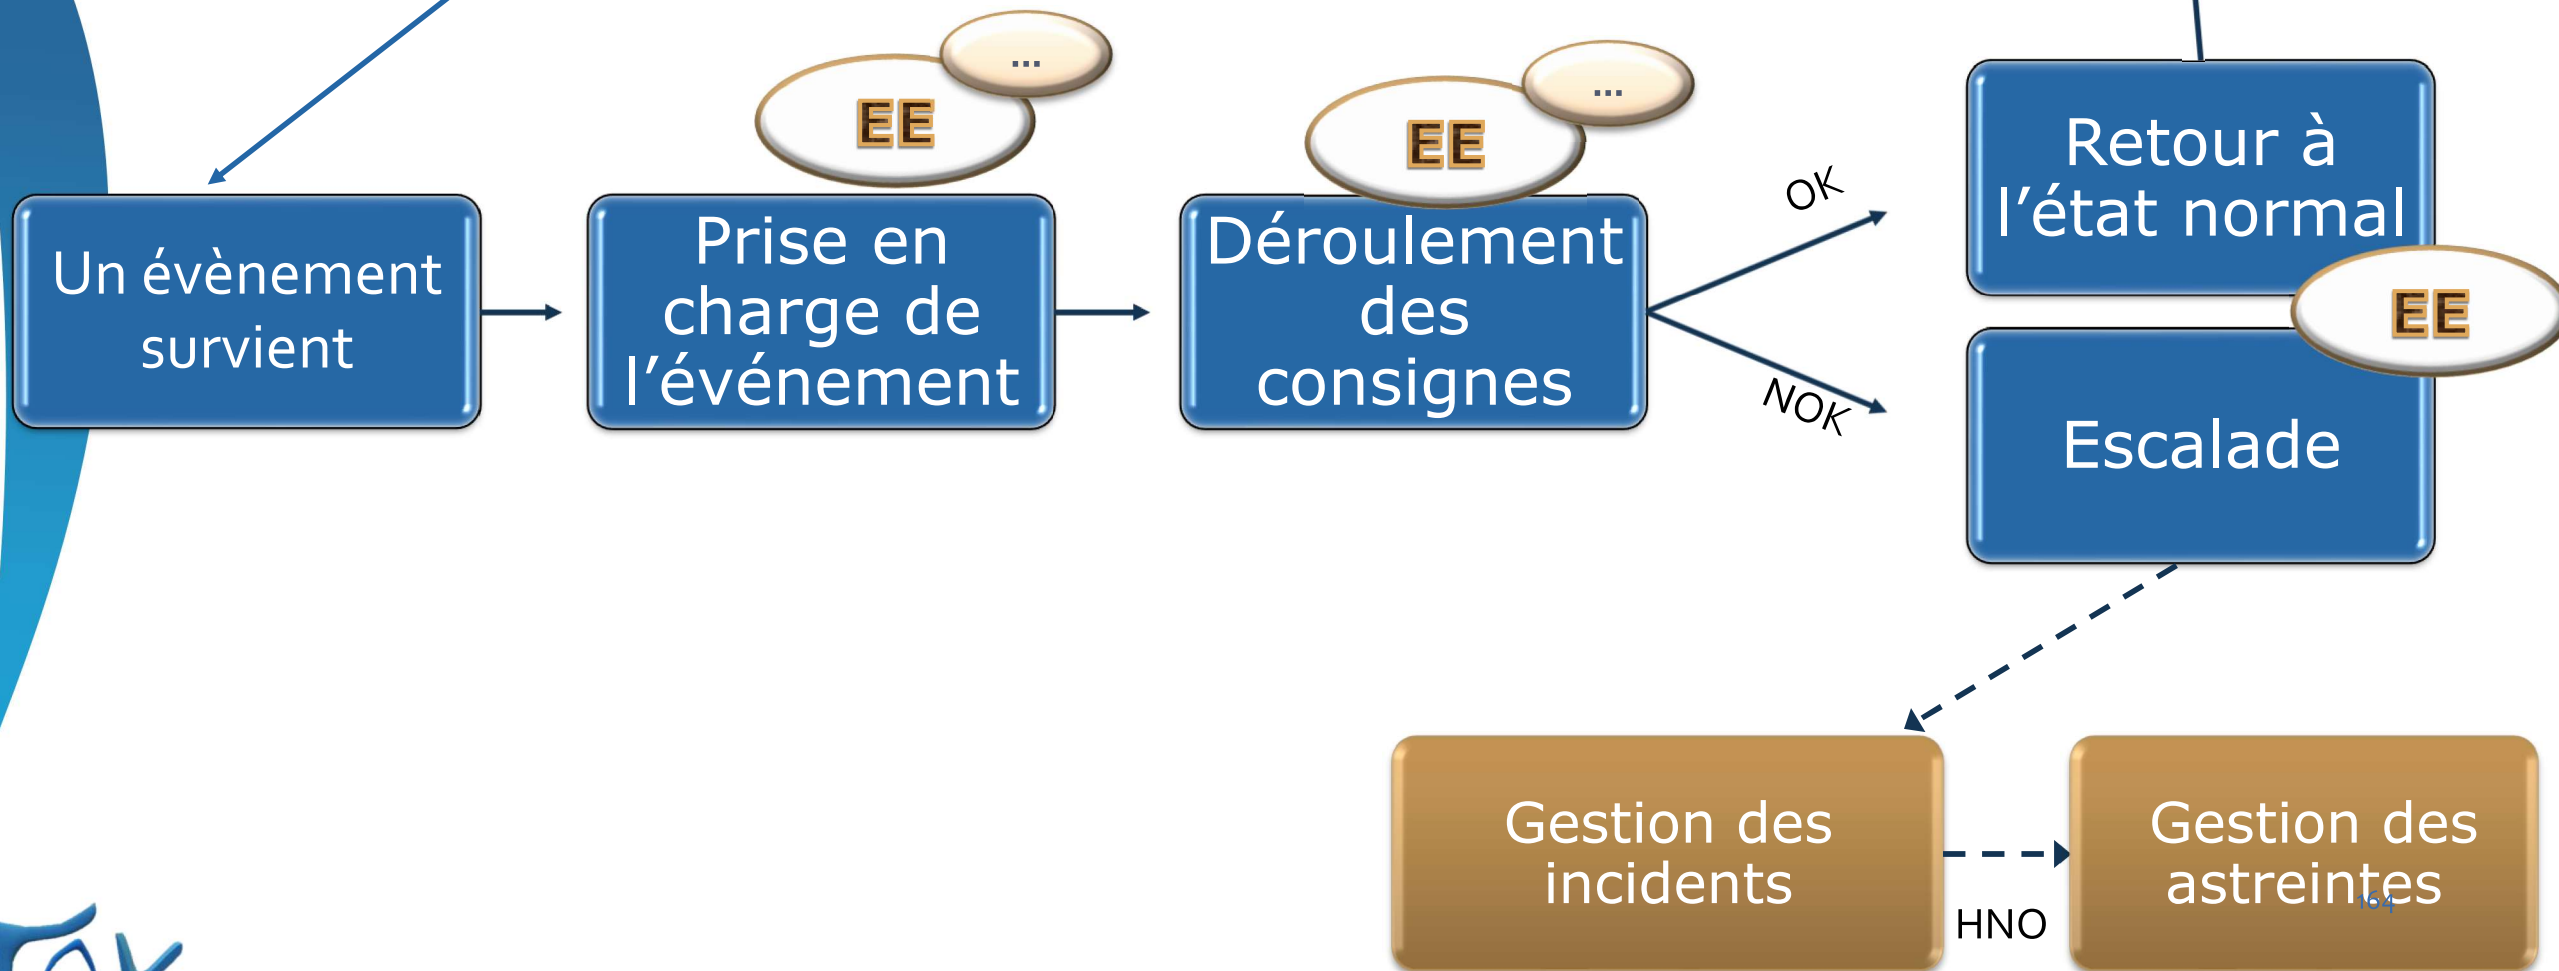 ...
EE
...
EE
Un évènement
survient
Prise en
charge de
l’événement
Déroulement
des
consignes
OK
NOK
Retour à
l’état normal
EE
Escalade
Gestion des
incidents
HNO
Gestion des
astreintes
164